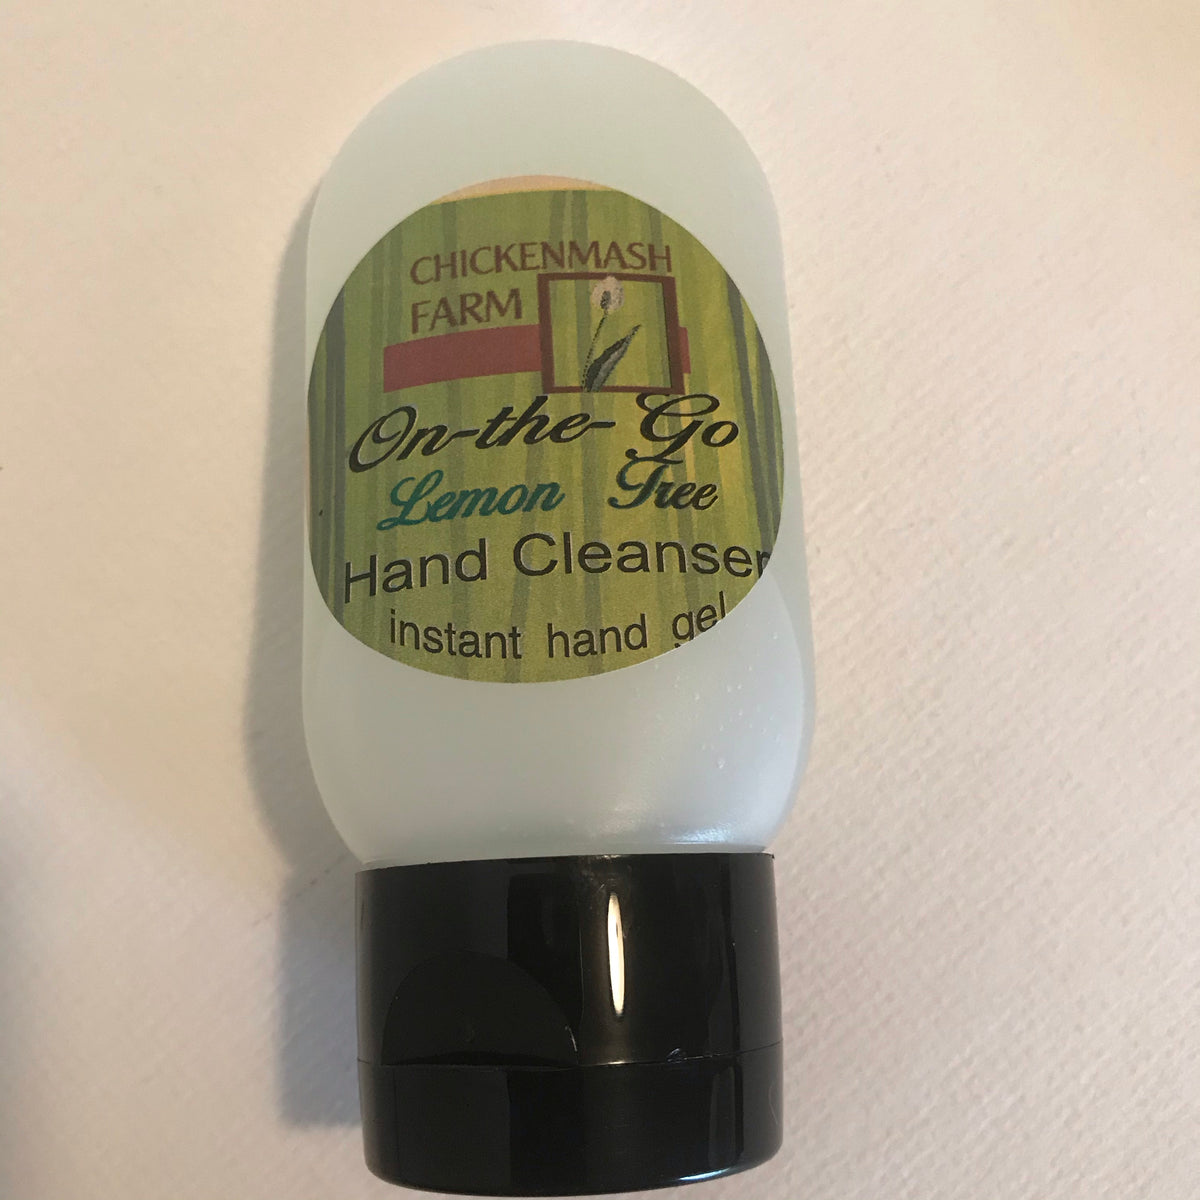 CHICKENMASH
FARM
On-the-Go
Lemon Tree
Hand Cleanser
instant hand gel